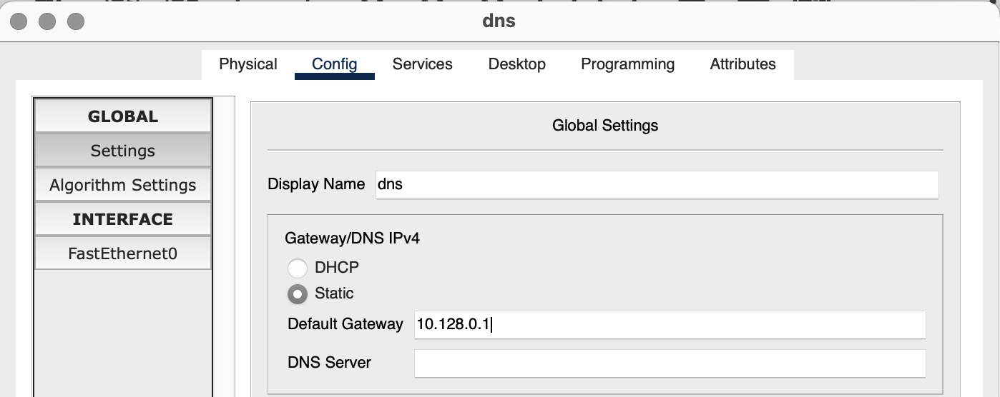 dns
Physical Config Services Desktop Programming Attributes
GLOBAL
Settings
Algorithm Settings
INTERFACE
FastEthernet0
Global Settings
Display Name dns
Gateway/DNS IPv4
DHCP
Static
Default Gateway 10.128.0.1
DNS Server